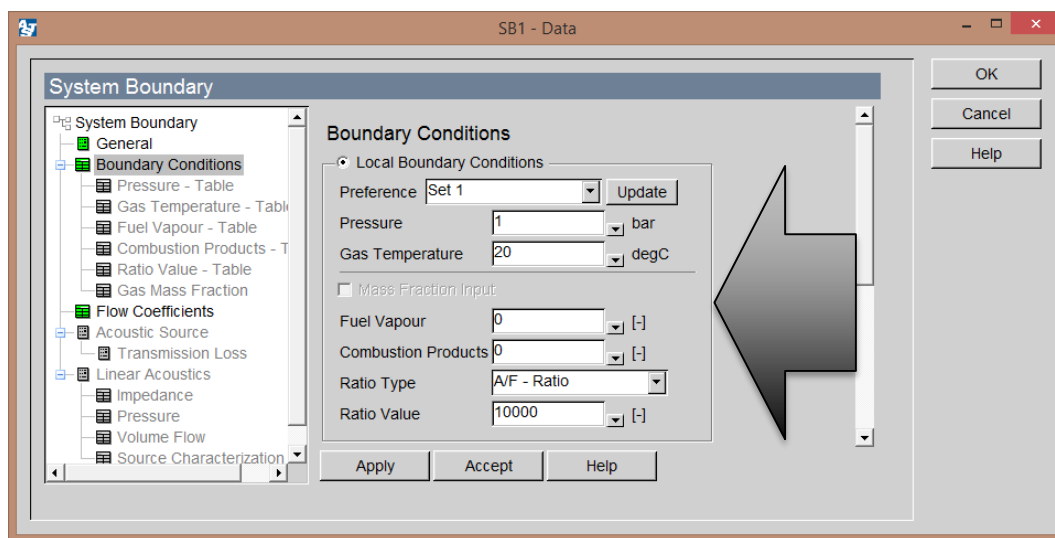 SB1 - Data
System Boundary
System Boundary
General
Boundary Conditions
Pressure - Table
Gas Temperature - Tabl
Fuel Vapour - Table
Combustion Products - T
Ratio Value - Table
Gas Mass Fraction
Flow Coefficients
Acoustic Source
Transmission Loss
Linear Acoustics
Impedance
Pressure
Volume Flow
Source Characterization
Boundary Conditions
Local Boundary Conditions
Preference Set 1 Update
Pressure 1 bar
Gas Temperature 20 degC
Mass Fraction Input
Fuel Vapour 0 [-]
Combustion Products 0 [-]
Ratio Type A/F - Ratio
Ratio Value 10000 [-]
Apply Accept Help
OK
Cancel
Help